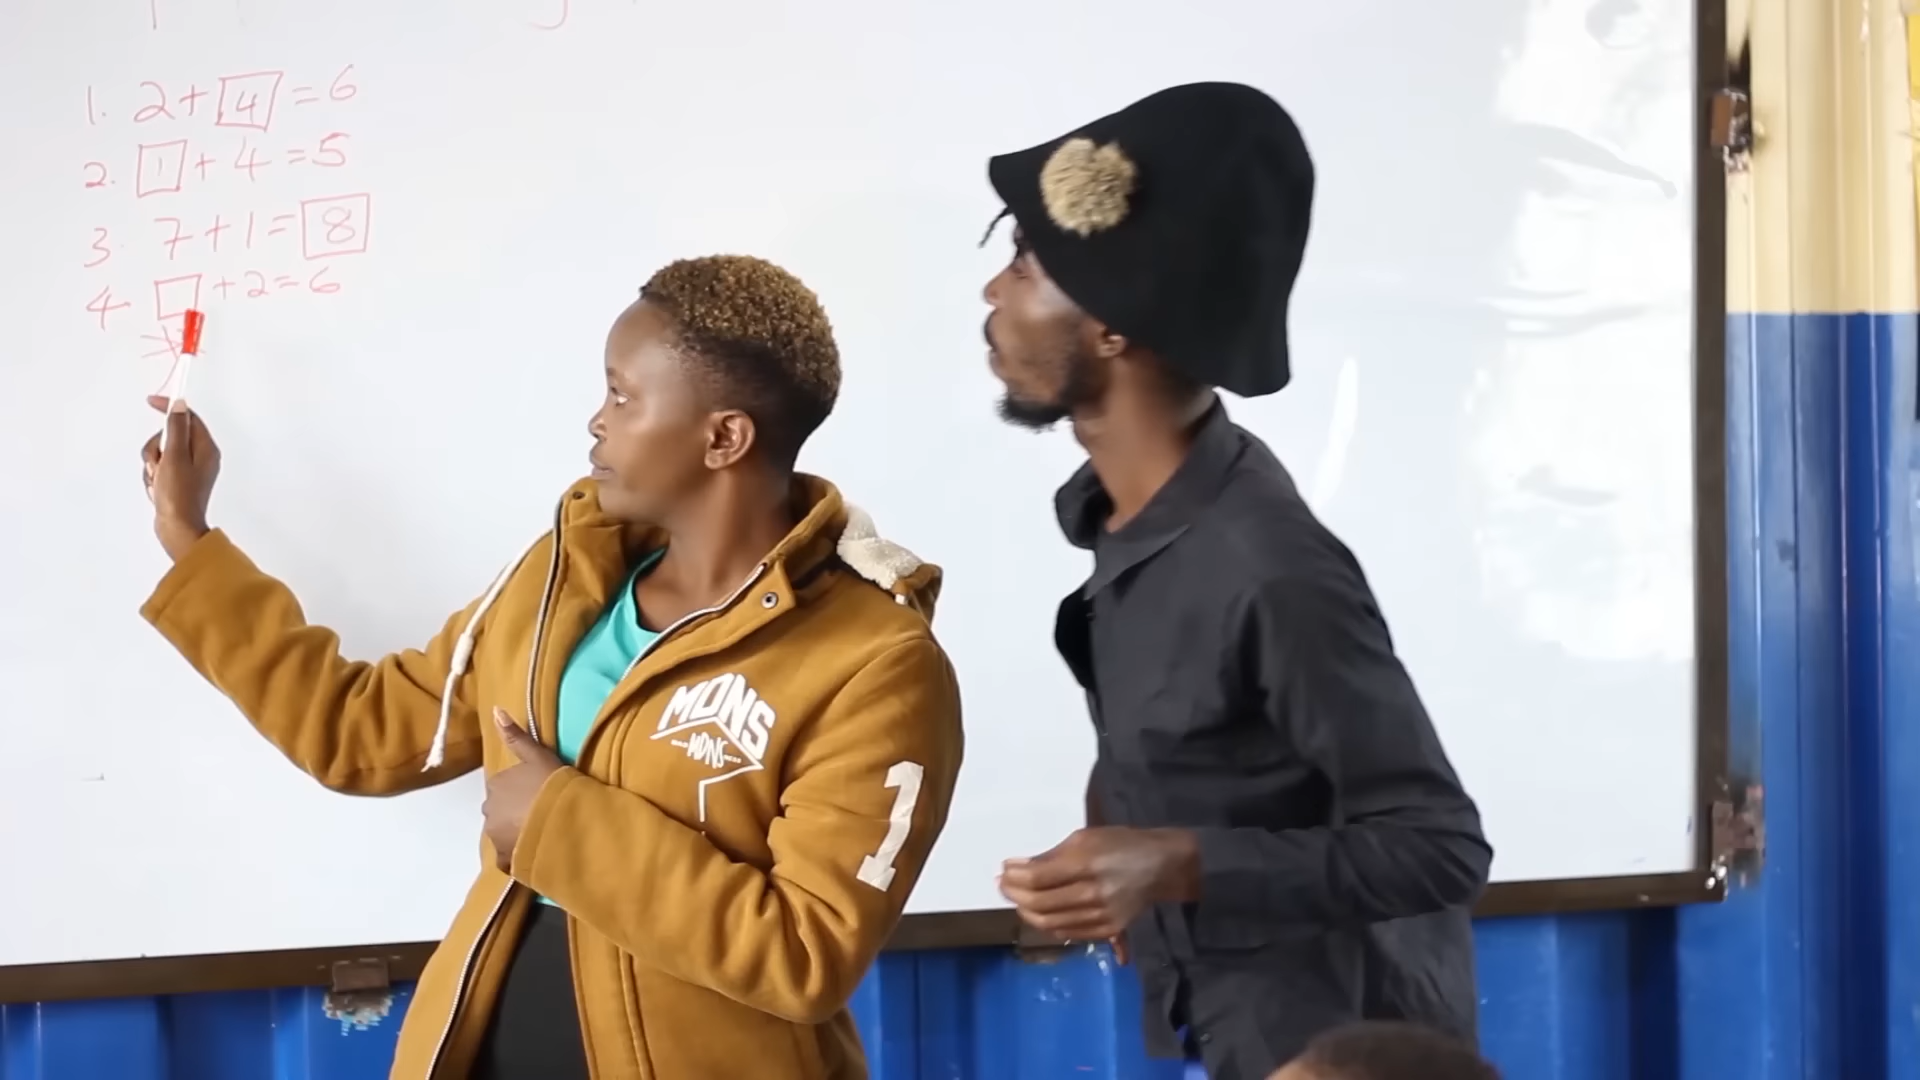 1. 2 + 4 = 6
2. 1 + 4 = 5
3. 7 + 1 = 8
4. □ + 2 = 6
MDNS
MDNS
1